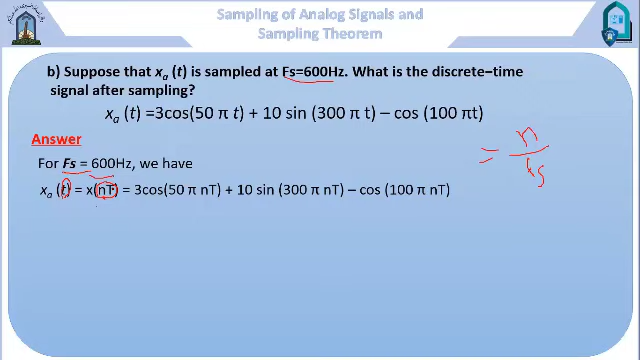 Sampling of Analog Signals and
Sampling Theorem
b) Suppose that xₐ (t) is sampled at Fs=600Hz. What is the discrete–time
signal after sampling?
xₐ (t) =3cos(50 π t) + 10 sin (300 π t) – cos (100 πt)
Answer
For Fs = 600Hz, we have
xₐ (t) = x(nT) = 3cos(50 π nT) + 10 sin (300 π nT) – cos (100 π nT)
= n
fs